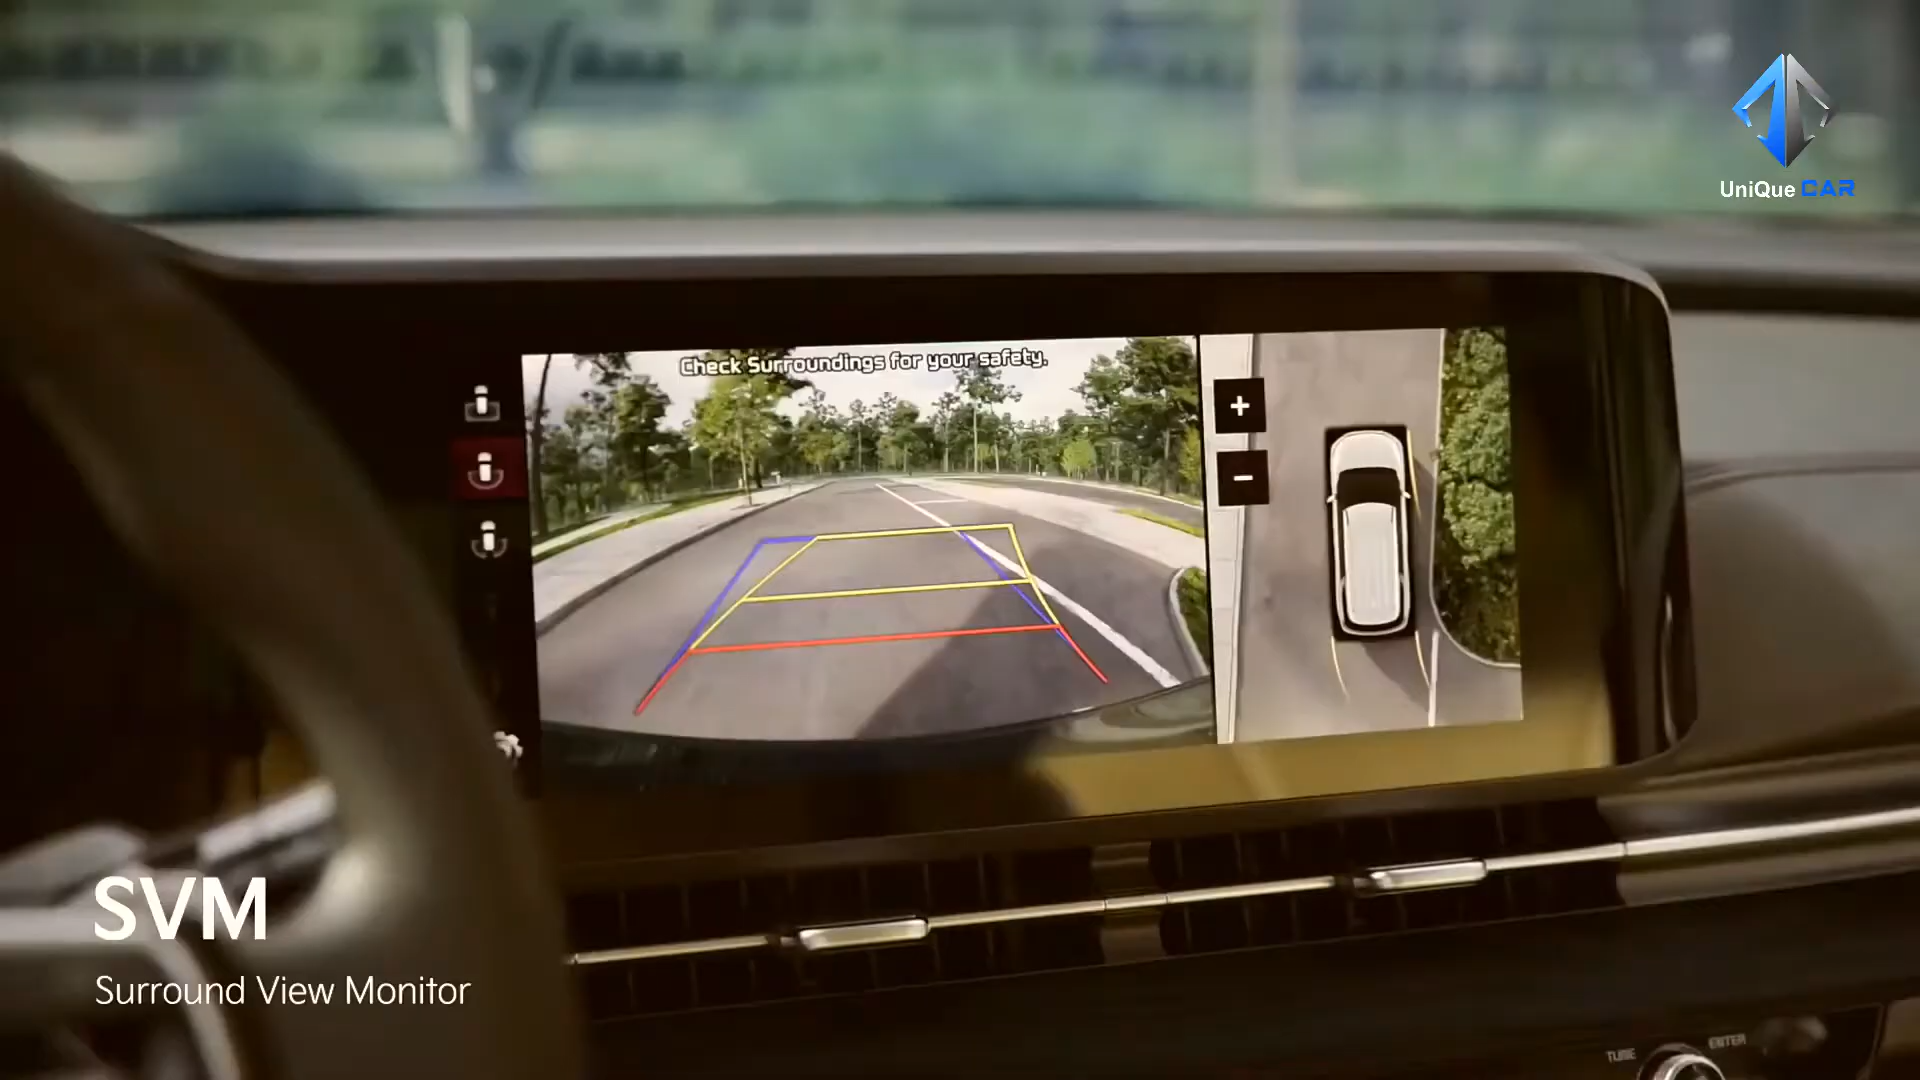 UniQue CAR
Check Surroundings for your safety.
+
-
SVM
Surround View Monitor
TUNE
ENTER